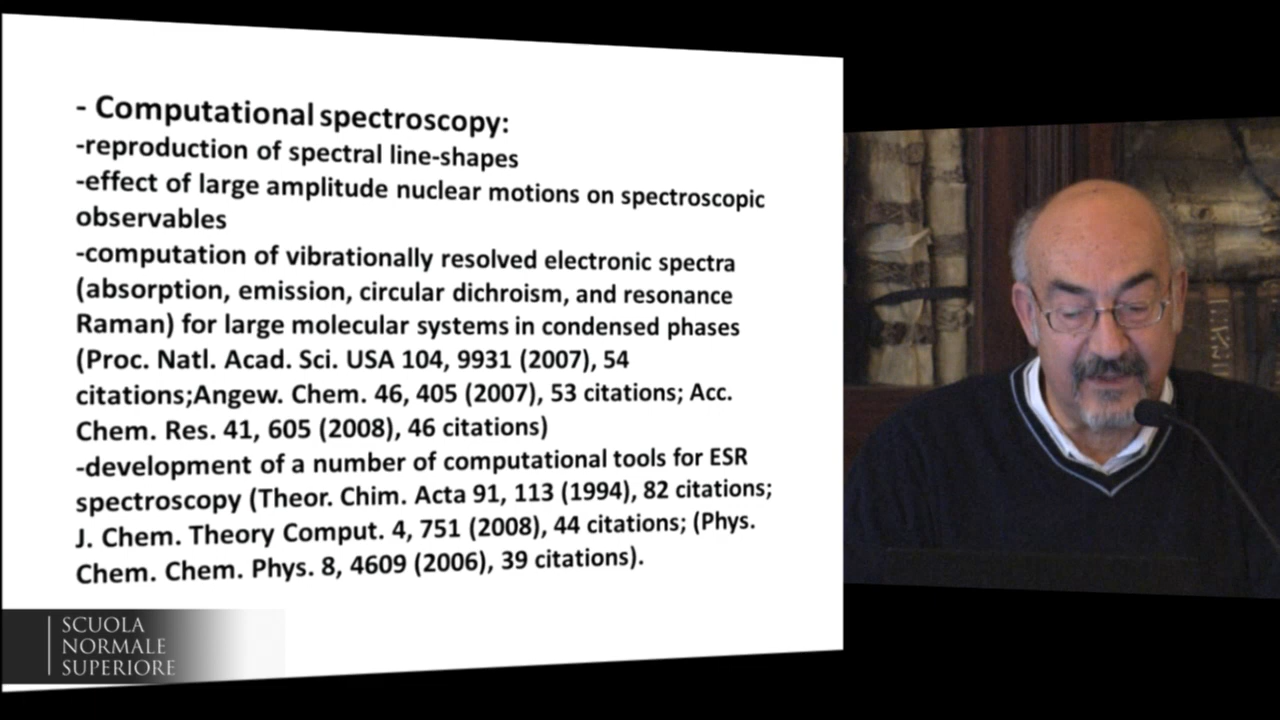 - Computational spectroscopy:
-reproduction of spectral line-shapes
-effect of large amplitude nuclear motions on spectroscopic
observables
-computation of vibrationally resolved electronic spectra
(absorption, emission, circular dichroism, and resonance
Raman) for large molecular systems in condensed phases
(Proc. Natl. Acad. Sci. USA 104, 9931 (2007), 54
citations;Angew. Chem. 46, 405 (2007), 53 citations; Acc.
Chem. Res. 41, 605 (2008), 46 citations)
-development of a number of computational tools for ESR
spectroscopy (Theor. Chim. Acta 91, 113 (1994), 82 citations;
J. Chem. Theory Comput. 4, 751 (2008), 44 citations; (Phys.
Chem. Chem. Phys. 8, 4609 (2006), 39 citations).
SCUOLA
NORMALE
SUPERIORE